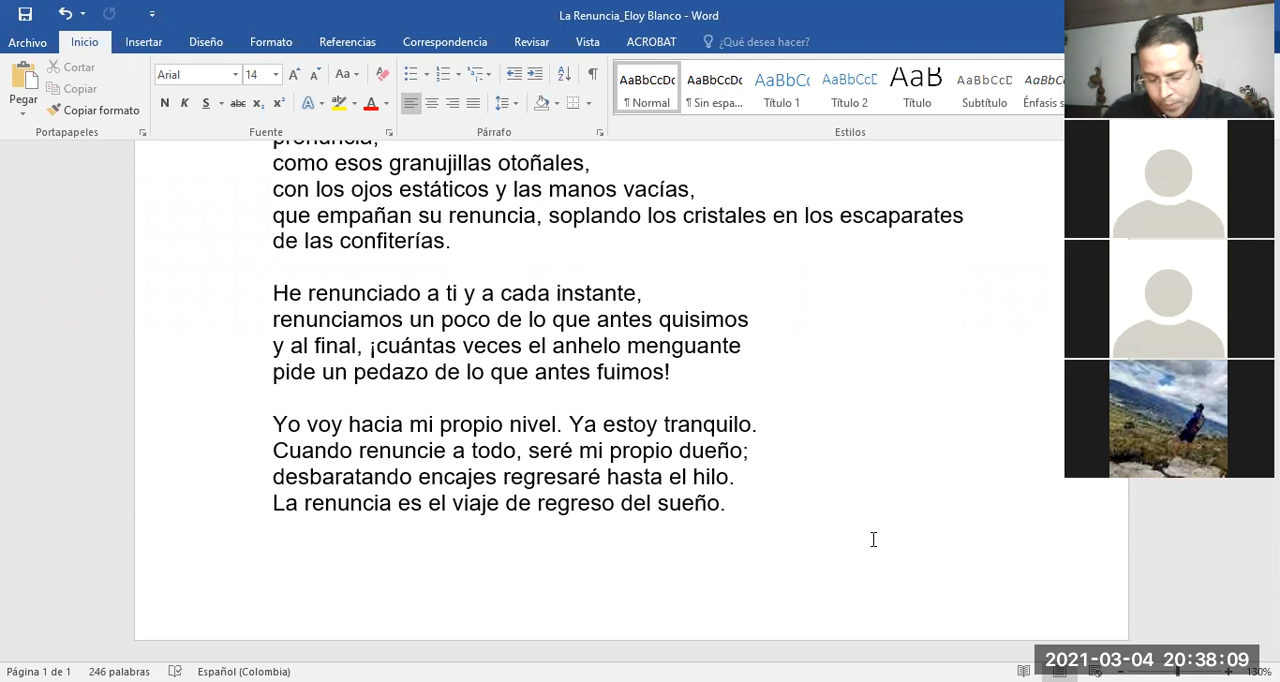 La Renuncia_Eloy Blanco - Word
Archivo Inicio Insertar Diseño Formato Referencias Correspondencia Revisar Vista ACROBAT ¿Qué desea hacer?
Pegar
Cortar
Copiar
Copiar formato
Portapapeles
Arial 14
N K S abc x₂ x²
Fuente
Párrafo
AaBbCcDc AaBbCcDc AaBbCc AaBbCcD AaB AaBbCcD AaBbCcD
¶ Normal ¶ Sin espa... Título 1 Título 2 Título Subtítulo Énfasis s
Estilos
pronuncia,
como esos granujillas otoñales,
con los ojos estáticos y las manos vacías,
que empañan su renuncia, soplando los cristales en los escaparates
de las confiterías.
He renunciado a ti y a cada instante,
renunciamos un poco de lo que antes quisimos
y al final, ¡cuántas veces el anhelo menguante
pide un pedazo de lo que antes fuimos!
Yo voy hacia mi propio nivel. Ya estoy tranquilo.
Cuando renuncie a todo, seré mi propio dueño;
desbaratando encajes regresaré hasta el hilo.
La renuncia es el viaje de regreso del sueño.
Página 1 de 1 246 palabras Español (Colombia) 130%
2021-03-04 20:38:09